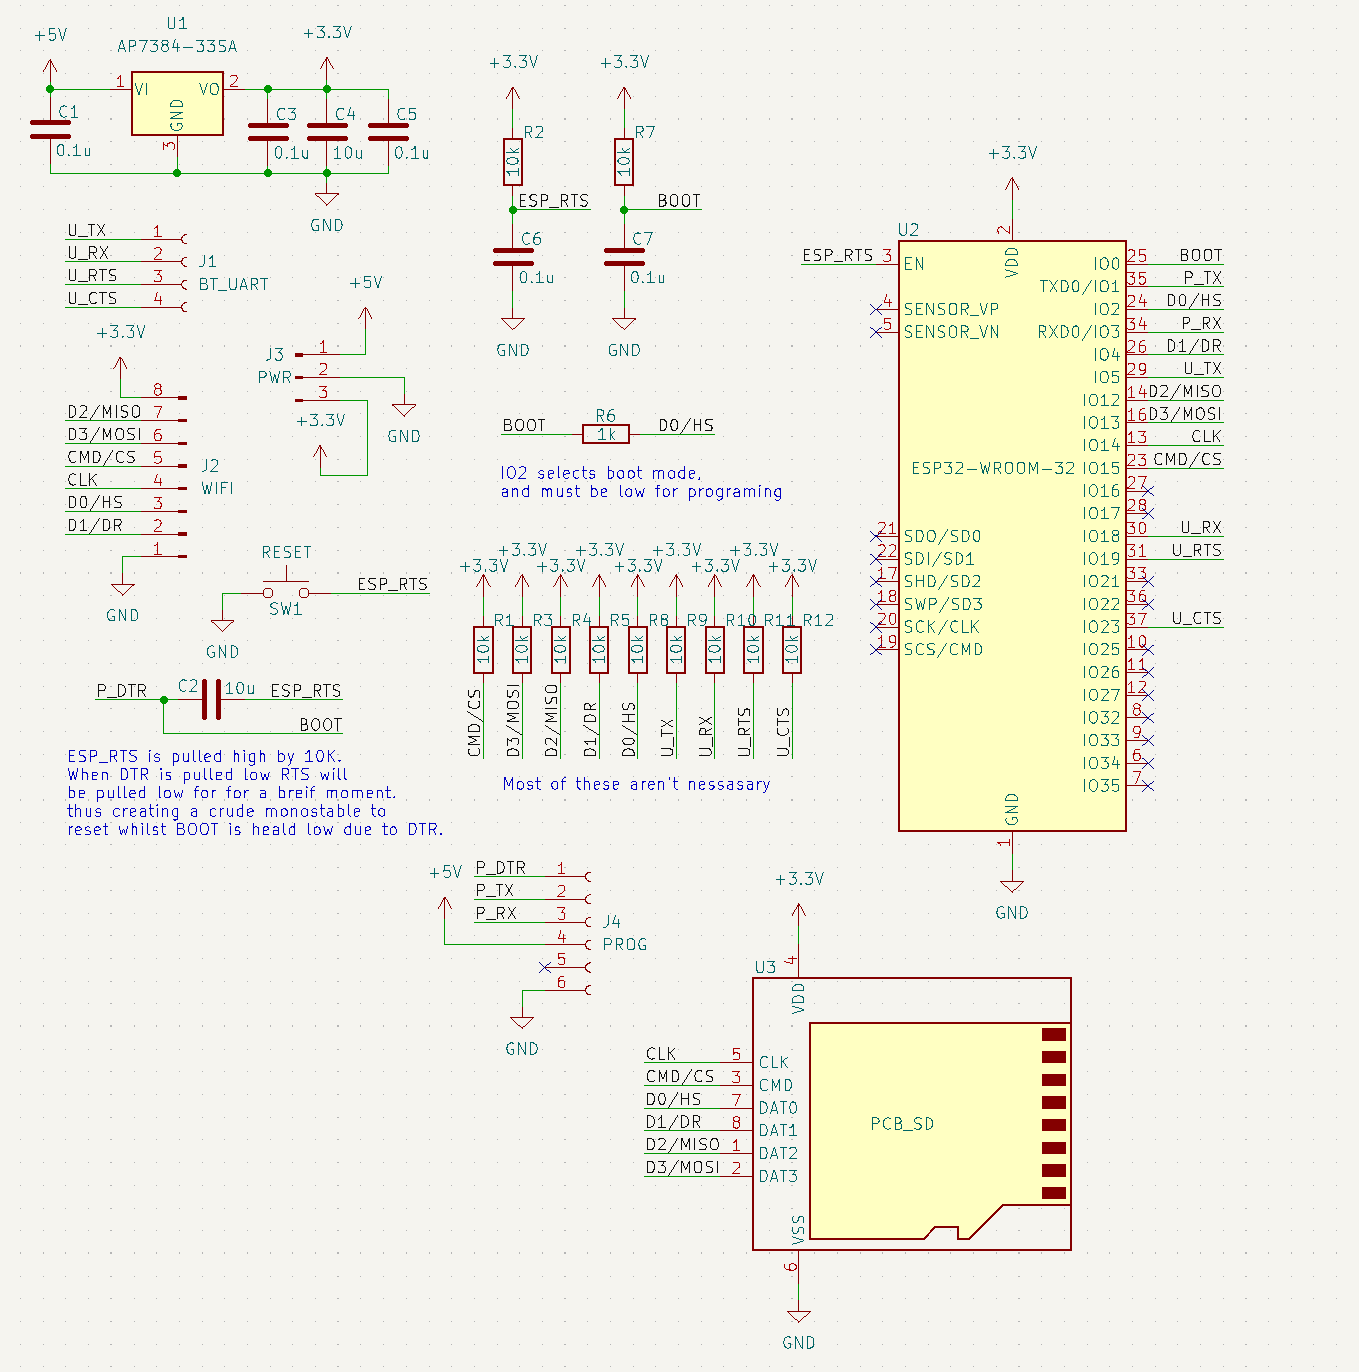 +5V
U1
AP7384-33SA
+3.3V
1 VI VO 2
GND
3
C1
0.1u
C3
0.1u
C4
10u
C5
0.1u
GND
+3.3V
R2
10k
ESP_RTS
C6
0.1u
GND
+3.3V
R7
10k
BOOT
C7
0.1u
GND
U_TX 1
U_RX 2
U_RTS 3
U_CTS 4
J1
BT_UART
+3.3V
8
D2/MISO 7
D3/MOSI 6
CMD/CS 5
CLK 4
D0/HS 3
D1/DR 2
1
J2
WIFI
GND
+5V
J3
PWR
1
2
3
GND
+3.3V
BOOT R6 1k D0/HS
IO2 selects boot mode,
and must be low for programing
RESET
SW1
ESP_RTS
GND
P_DTR C2 10u ESP_RTS
BOOT
ESP_RTS is pulled high by 10K.
When DTR is pulled low RTS will
be pulled low for for a breif moment.
thus creating a crude monostable to
reset whilst BOOT is heald low due to DTR.
+3.3V +3.3V +3.3V +3.3V
+3.3V +3.3V +3.3V +3.3V +3.3V
R1 R3 R4 R5 R8 R9 R10 R11 R12
10k 10k 10k 10k 10k 10k 10k 10k 10k
CMD/CS D3/MOSI D2/MISO D1/DR D0/HS U_TX U_RX U_RTS U_CTS
Most of these aren't nessasary
+5V
P_DTR 1
P_TX 2
P_RX 3
4
5
6
J4
PROG
GND
+3.3V
2
U2
VDD
ESP_RTS 3 EN
4 SENSOR_VP
5 SENSOR_VN
ESP32-WROOM-32
21 SDO/SD0
22 SDI/SD1
17 SHD/SD2
18 SWP/SD3
20 SCK/CLK
19 SCS/CMD
IO0 25 BOOT
TXD0/IO1 35 P_TX
IO2 24 D0/HS
RXD0/IO3 34 P_RX
IO4 26 D1/DR
IO5 29 U_TX
IO12 14 D2/MISO
IO13 16 D3/MOSI
IO14 13 CLK
IO15 23 CMD/CS
IO16 27
IO17 28
IO18 30 U_RX
IO19 31 U_RTS
IO21 33
IO22 36
IO23 37 U_CTS
IO25 10
IO26 11
IO27 12
IO32 8
IO33 9
IO34 6
IO35 7
GND
1
GND
+3.3V
4
U3
VDD
CLK 5 CLK
CMD/CS 3 CMD
D0/HS 7 DAT0
D1/DR 8 DAT1
D2/MISO 1 DAT2
D3/MOSI 2 DAT3
PCB_SD
VSS
6
GND